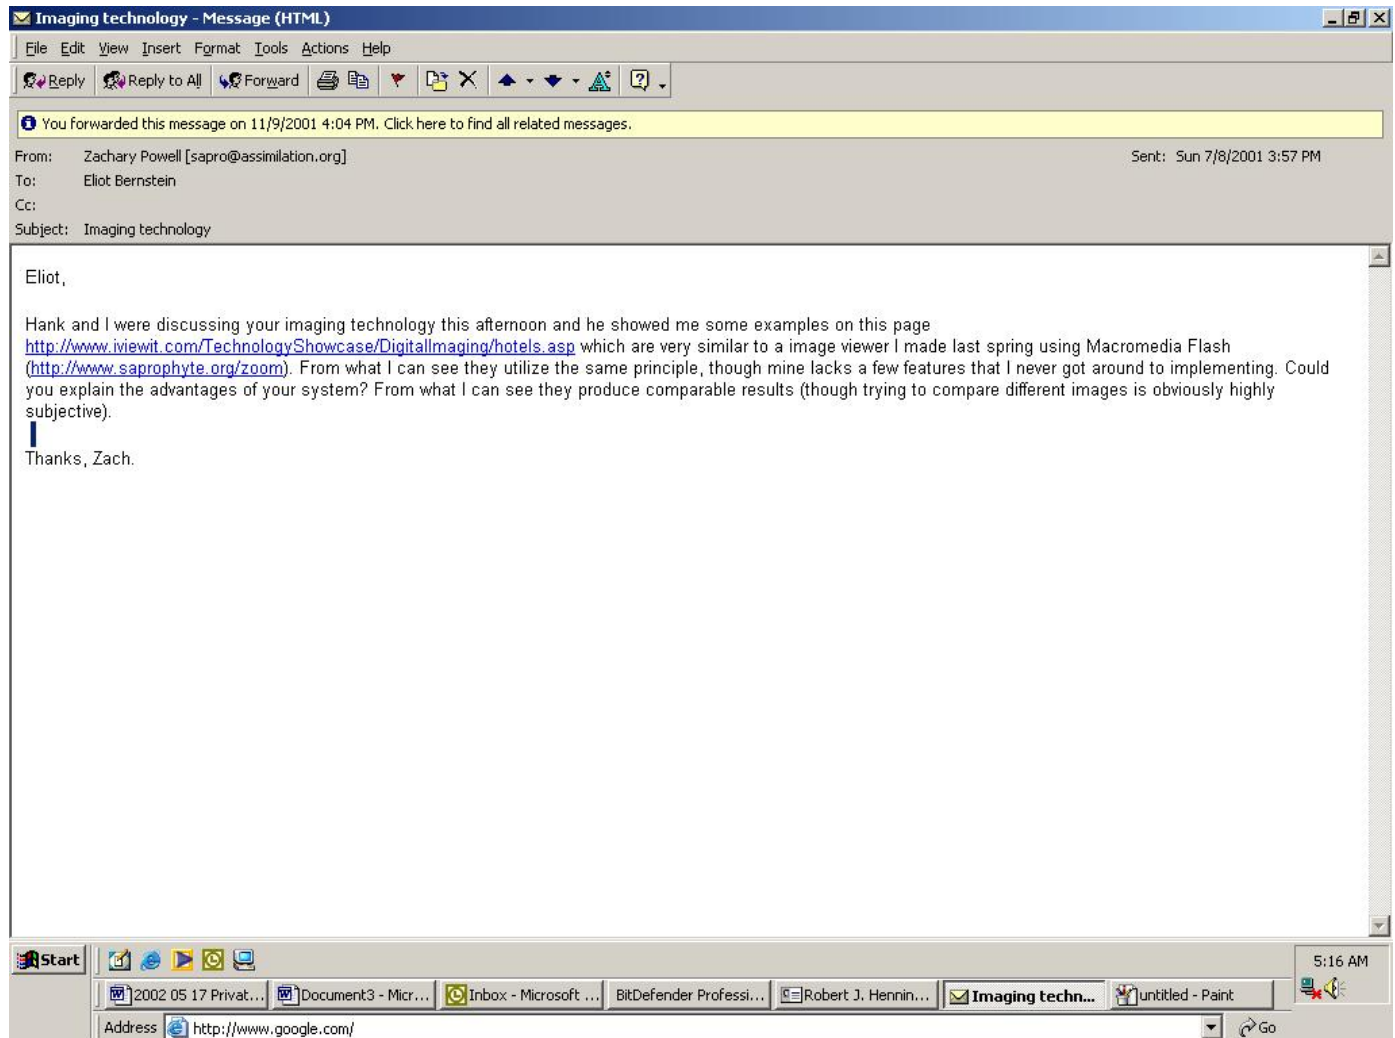 Imaging technology - Message (HTML)
File Edit View Insert Format Tools Actions Help
Reply Reply to All Forward
You forwarded this message on 11/9/2001 4:04 PM. Click here to find all related messages.
From: Zachary Powell [sapro@assimilation.org] Sent: Sun 7/8/2001 3:57 PM
To: Eliot Bernstein
Cc:
Subject: Imaging technology
Eliot,
Hank and I were discussing your imaging technology this afternoon and he showed me some examples on this page
http://www.iviewit.com/TechnologyShowcase/DigitalImaging/hotels.asp which are very similar to a image viewer I made last spring using Macromedia Flash
(http://www.saprophyte.org/zoom). From what I can see they utilize the same principle, though mine lacks a few features that I never got around to implementing. Could
you explain the advantages of your system? From what I can see they produce comparable results (though trying to compare different images is obviously highly
subjective).
Thanks, Zach.
Start 5:16 AM
2002 05 17 Privat... Document3 - Micr... Inbox - Microsoft ... BitDefender Professi... Robert J. Hennin... Imaging techn... untitled - Paint
Address http://www.google.com/ Go